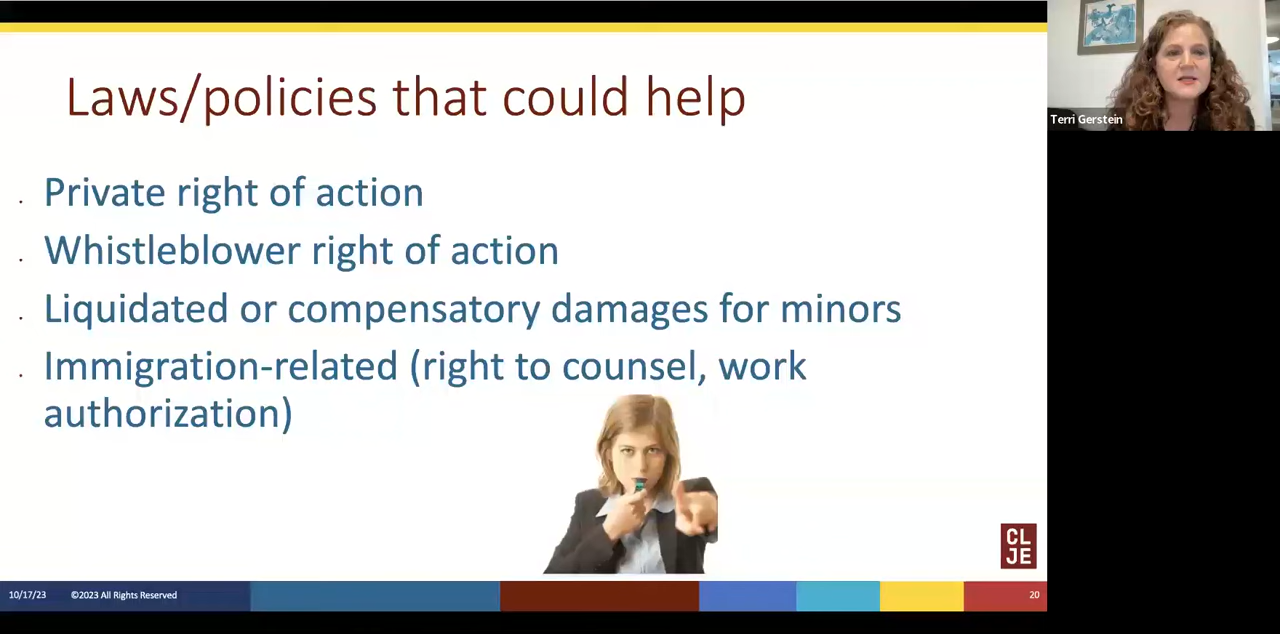 Laws/policies that could help
Terri Gerstein
. Private right of action
. Whistleblower right of action
. Liquidated or compensatory damages for minors
. Immigration-related (right to counsel, work
authorization)
CL
JE
10/17/23 ©2023 All Rights Reserved 20